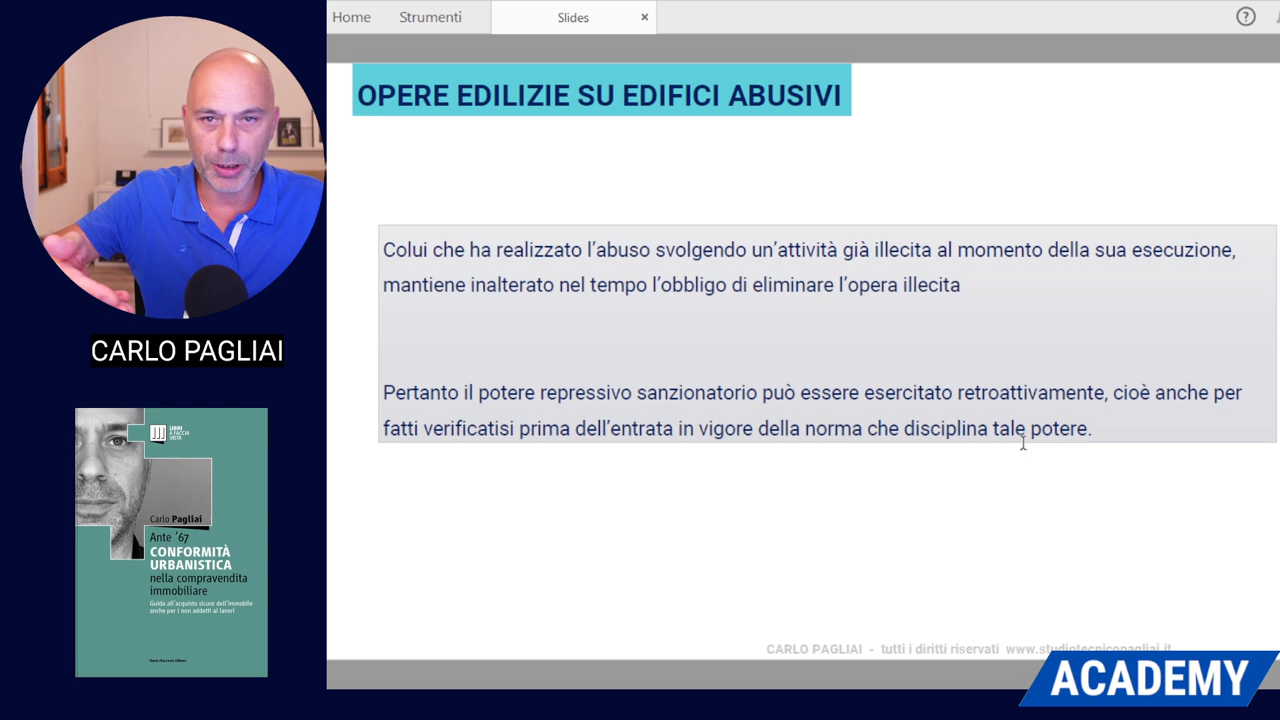 Home Strumenti Slides ×
?
OPERE EDILIZIE SU EDIFICI ABUSIVI
Colui che ha realizzato l’abuso svolgendo un’attività già illecita al momento della sua esecuzione,
mantiene inalterato nel tempo l’obbligo di eliminare l’opera illecita
Pertanto il potere repressivo sanzionatorio può essere esercitato retroattivamente, cioè anche per
fatti verificatisi prima dell’entrata in vigore della norma che disciplina tale potere.
CARLO PAGLIAI - tutti i diritti riservati www.studiotecnicopagliai.it
ACADEMY
CARLO PAGLIAI
LIBRI
A FACCIA
VISTA
Carlo Pagliai
Ante ’67
CONFORMITÀ
URBANISTICA
nella compravendita
immobiliare
Guida all’acquisto sicuro dell’immobile
anche per i non addetti ai lavori